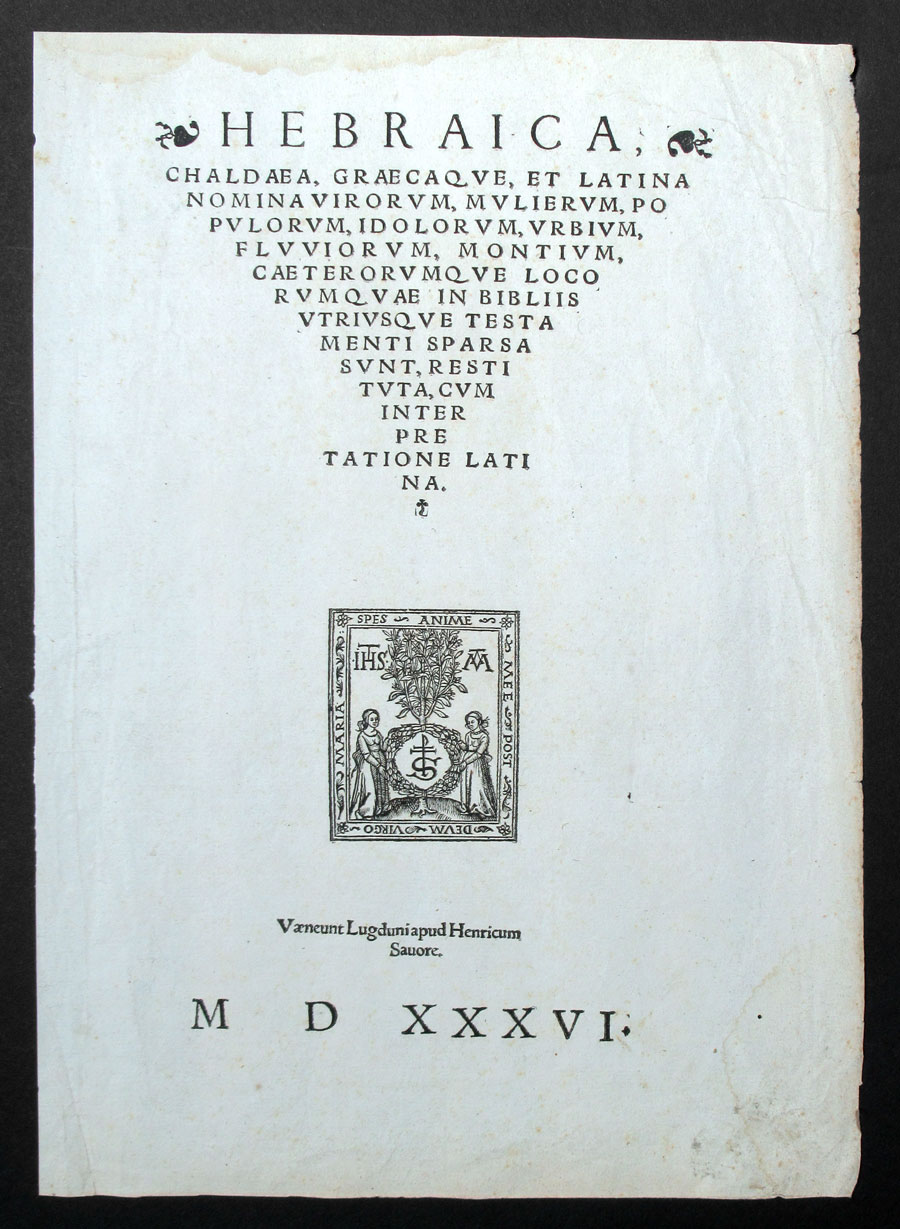 HEBRAICA,
CHALDAEA, GRAECAQVE, ET LATINA
NOMINAVIRORVM, MVLIERVM, PO
PVLORVM, IDOLORVM, VRBIVM,
FLVVIORVM, MONTIVM,
CAETERORVMQVE LOCO
RVMQVAE IN BIBLIIS
VTRIVSQVE TESTA
MENTI SPARSA
SVNT, RESTI
TVTA, CVM
INTER
PRE
TATIONE LATI
NA.
SPES ANIME
MEE POST
DEVM VIRGO
MARIA
IHS
MA
S
Væneunt Lugduni apud Henricum
Sauore.
M D XXXVI.